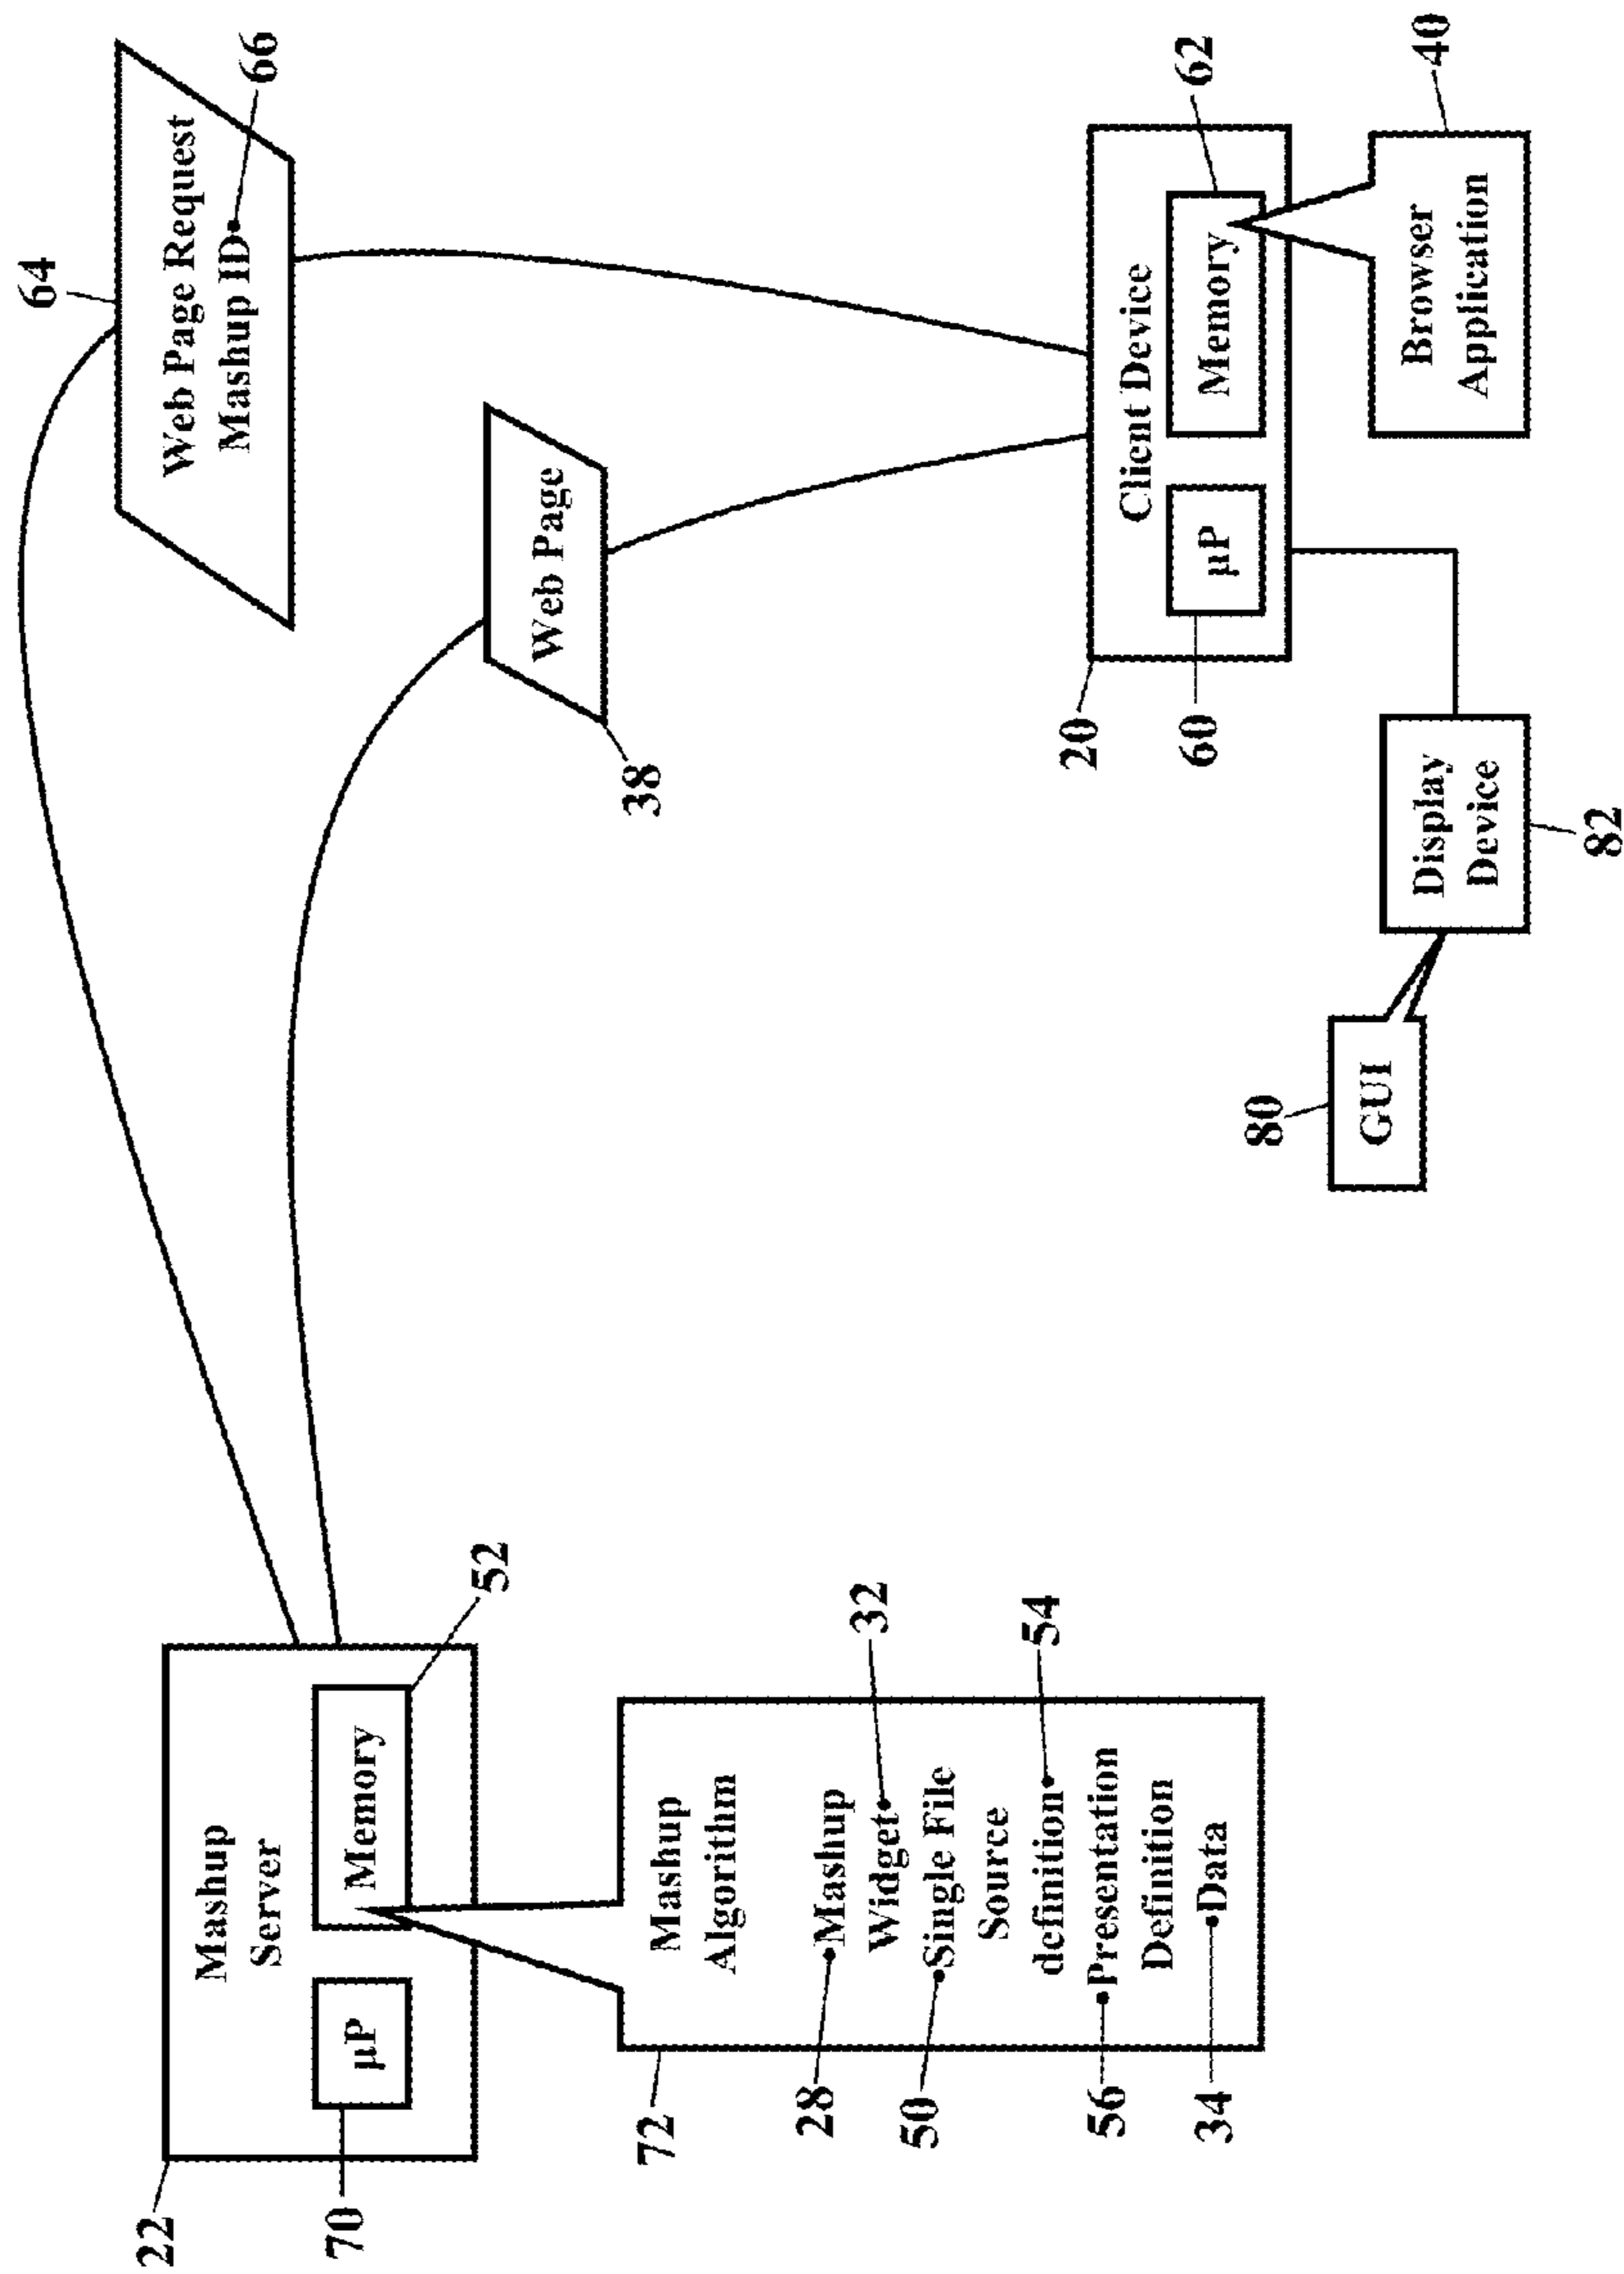 22
Mashup
Server
70
µP
Memory
52
72
Mashup
Algorithm
28
Mashup
Widget
32
50
Single File
Source
definition
54
56
Presentation
Definition
34
Data
64
Web Page Request
Mashup ID
66
Web Page
38
20
Client Device
60
µP
Memory
62
Browser
Application
40
80
GUI
Display
Device
82